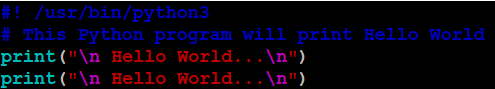 #! /usr/bin/python3
# This Python program will print Hello World
print("\n Hello World...\n")
print("\n Hello World...\n")